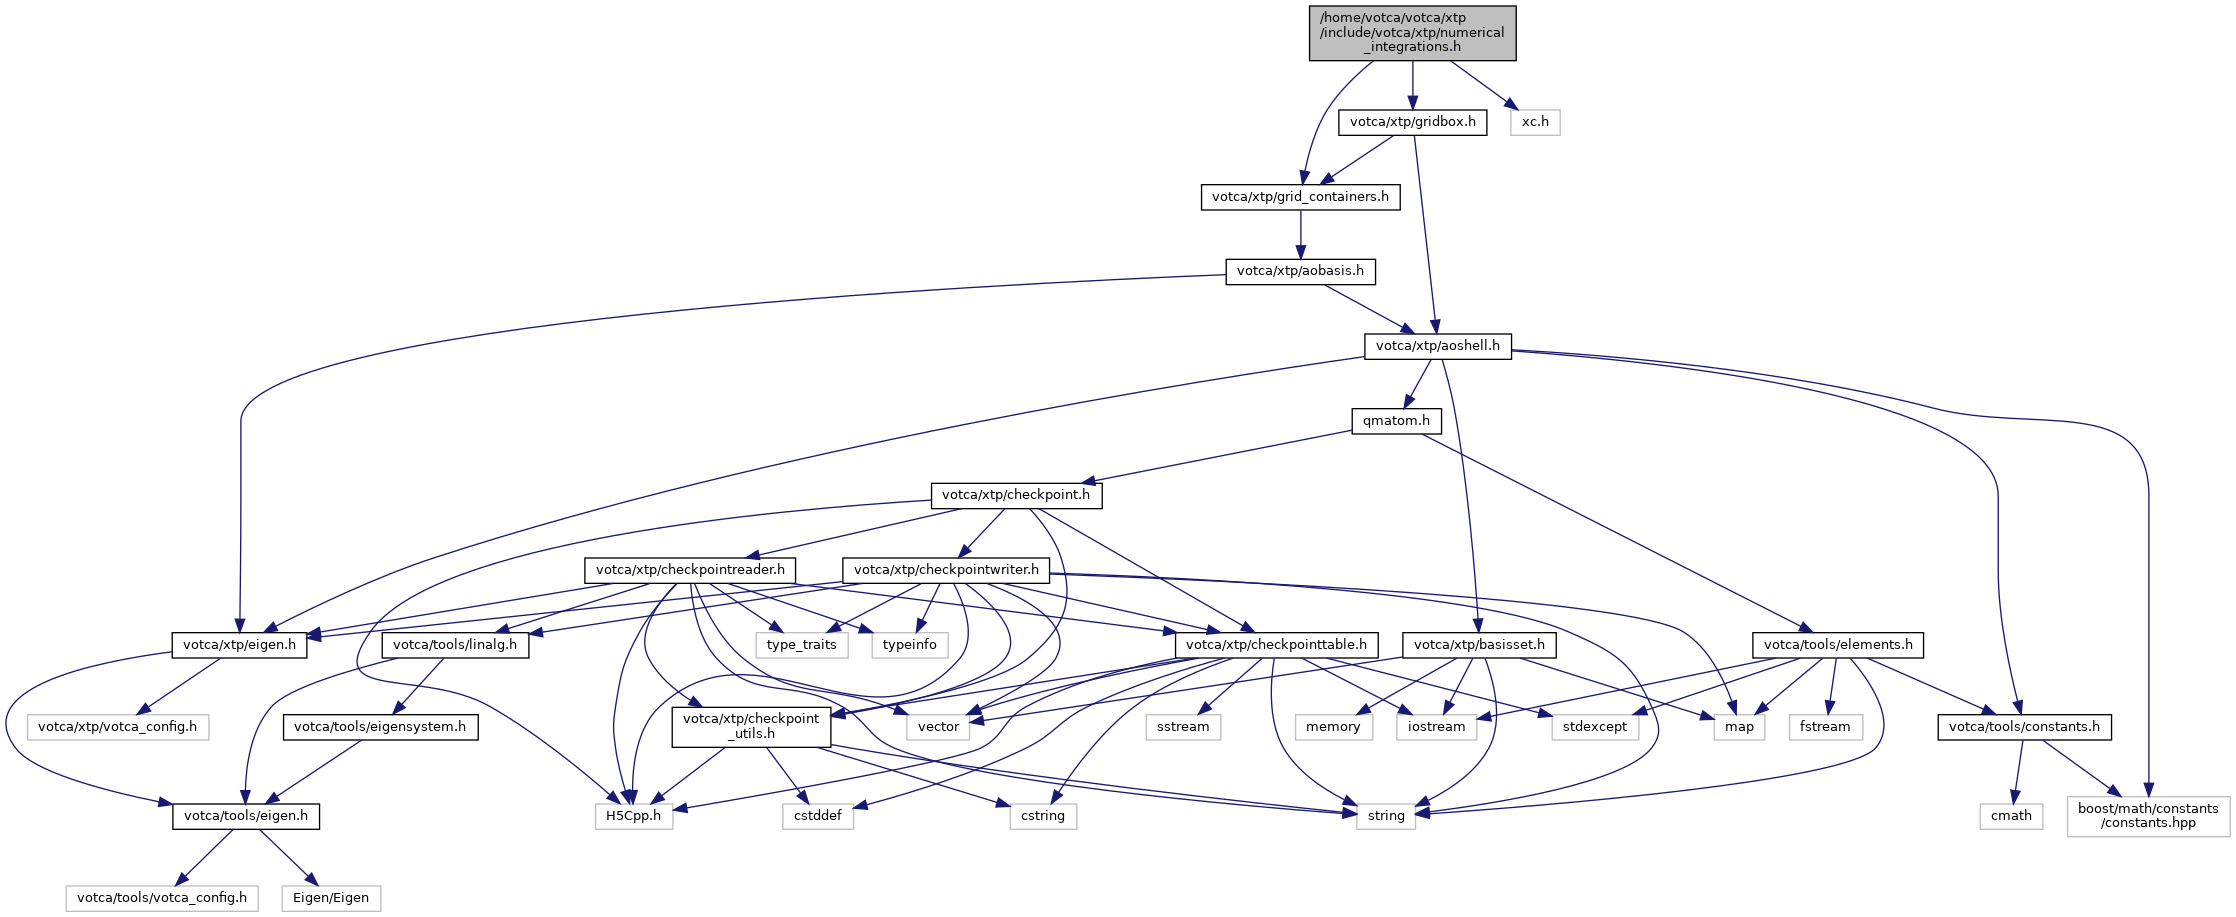 /home/votca/votca/xtp
/include/votca/xtp/numerical
_integrations.h
votca/xtp/gridbox.h
xc.h
votca/xtp/grid_containers.h
votca/xtp/aobasis.h
votca/xtp/aoshell.h
qmatom.h
votca/xtp/checkpoint.h
votca/xtp/checkpointreader.h
votca/xtp/checkpointwriter.h
votca/xtp/eigen.h
votca/tools/linalg.h
type_traits
typeinfo
votca/xtp/checkpointtable.h
votca/xtp/basisset.h
votca/tools/elements.h
votca/xtp/votca_config.h
votca/tools/eigensystem.h
votca/xtp/checkpoint
_utils.h
vector
sstream
memory
iostream
stdexcept
map
fstream
votca/tools/constants.h
votca/tools/eigen.h
H5Cpp.h
cstddef
cstring
string
cmath
boost/math/constants
/constants.hpp
votca/tools/votca_config.h
Eigen/Eigen